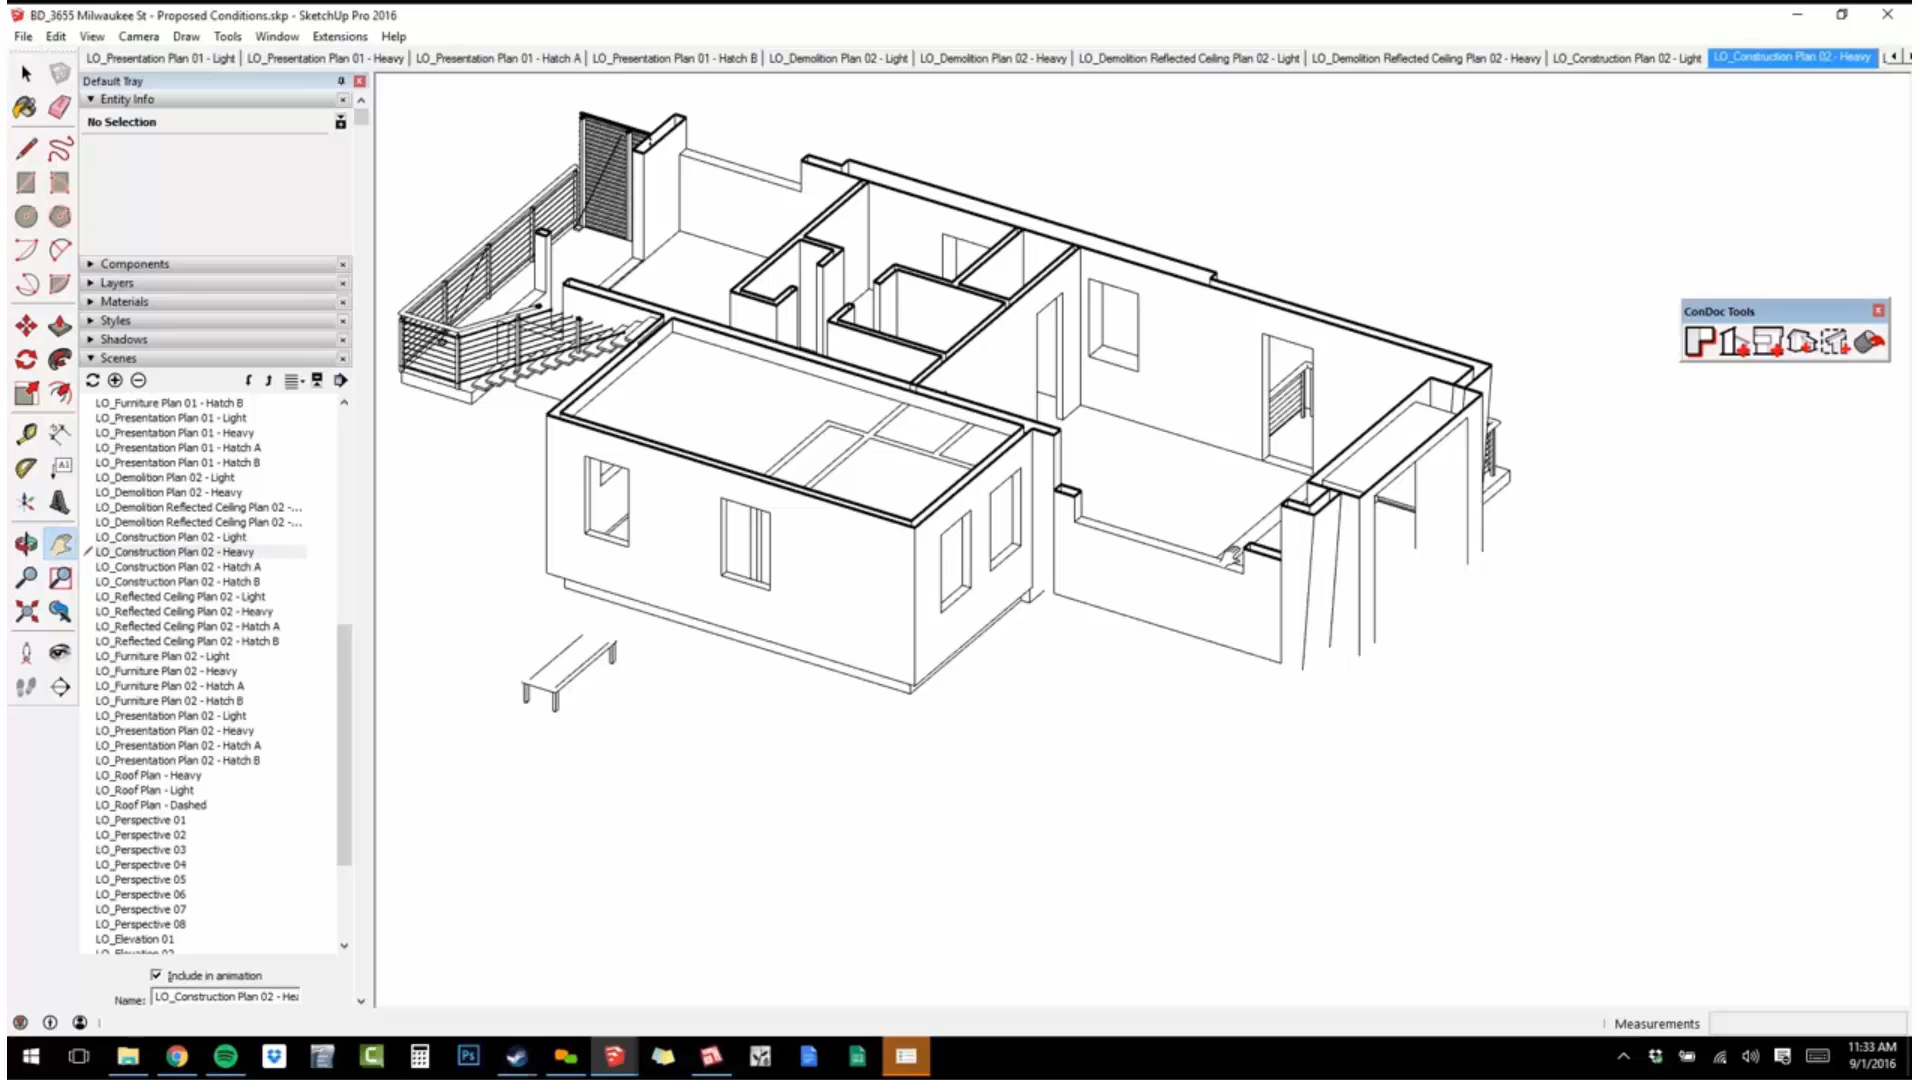 BD_3655 Milwaukee St - Proposed Conditions.skp - SketchUp Pro 2016
File Edit View Camera Draw Tools Window Extensions Help
LO_Presentation Plan 01 - Light LO_Presentation Plan 01 - Heavy LO_Presentation Plan 01 - Hatch A LO_Presentation Plan 01 - Hatch B LO_Demolition Plan 02 - Light LO_Demolition Plan 02 - Heavy LO_Demolition Reflected Ceiling Plan 02 - Light LO_Demolition Reflected Ceiling Plan 02 - Heavy LO_Construction Plan 02 - Light LO_Construction Plan 02 - Heavy
Default Tray
Entity Info
No Selection
Components
Layers
Materials
Styles
Shadows
Scenes
LO_Furniture Plan 01 - Hatch B
LO_Presentation Plan 01 - Light
LO_Presentation Plan 01 - Heavy
LO_Presentation Plan 01 - Hatch A
LO_Presentation Plan 01 - Hatch B
LO_Demolition Plan 02 - Light
LO_Demolition Plan 02 - Heavy
LO_Demolition Reflected Ceiling Plan 02 -...
LO_Demolition Reflected Ceiling Plan 02 -...
LO_Construction Plan 02 - Light
LO_Construction Plan 02 - Heavy
LO_Construction Plan 02 - Hatch A
LO_Construction Plan 02 - Hatch B
LO_Reflected Ceiling Plan 02 - Light
LO_Reflected Ceiling Plan 02 - Heavy
LO_Reflected Ceiling Plan 02 - Hatch A
LO_Reflected Ceiling Plan 02 - Hatch B
LO_Furniture Plan 02 - Light
LO_Furniture Plan 02 - Heavy
LO_Furniture Plan 02 - Hatch A
LO_Furniture Plan 02 - Hatch B
LO_Presentation Plan 02 - Light
LO_Presentation Plan 02 - Heavy
LO_Presentation Plan 02 - Hatch A
LO_Presentation Plan 02 - Hatch B
LO_Roof Plan - Heavy
LO_Roof Plan - Light
LO_Roof Plan - Dashed
LO_Perspective 01
LO_Perspective 02
LO_Perspective 03
LO_Perspective 04
LO_Perspective 05
LO_Perspective 06
LO_Perspective 07
LO_Perspective 08
LO_Elevation 01
Include in animation
Name: LO_Construction Plan 02 - Hea
ConDoc Tools
Measurements
Ps
11:33 AM
9/1/2016